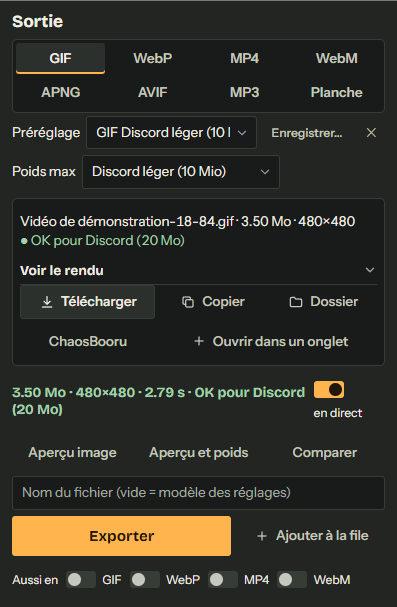 Sortie
GIF WebP MP4 WebM
APNG AVIF MP3 Planche
Préréglage GIF Discord léger (10 Enregistrer...
Poids max Discord léger (10 Mio)
Vidéo de démonstration-18-84.gif · 3.50 Mo · 480×480
● OK pour Discord (20 Mo)
Voir le rendu
Télécharger Copier Dossier
ChaosBooru + Ouvrir dans un onglet
3.50 Mo · 480×480 · 2.79 s · OK pour Discord
(20 Mo)
en direct
Aperçu image Aperçu et poids Comparer
Nom du fichier (vide = modèle des réglages)
Exporter + Ajouter à la file
Aussi en GIF WebP MP4 WebM